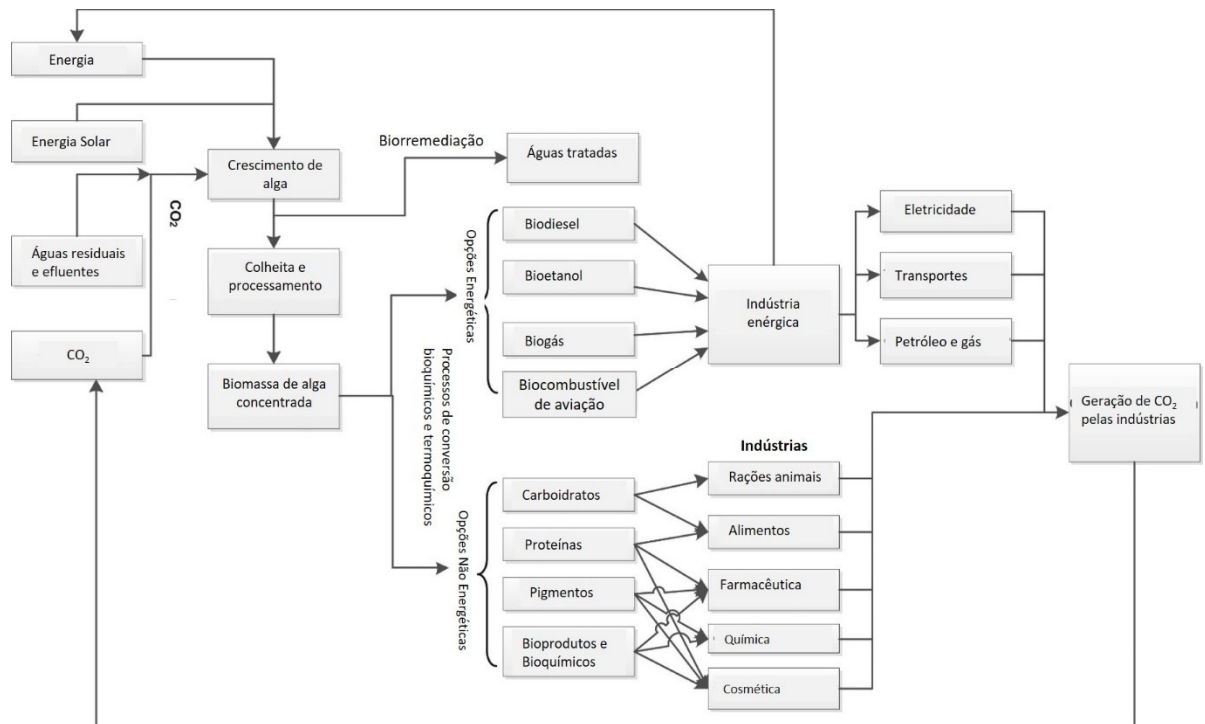 Energia
Energia Solar
Águas residuais
e efluentes
CO₂
CO₂
Crescimento de
alga
Colheita e
processamento
Biomassa de alga
concentrada
Biorremediação
Águas tratadas
Processos de conversão
bioquímicos e termoquímicos
Opções Energéticas
Biodiesel
Bioetanol
Biogás
Biocombustível
de aviação
Opções Não Energéticas
Carboidratos
Proteínas
Pigmentos
Bioprodutos e
Bioquímicos
Indústria
enérgica
Indústrias
Rações animais
Alimentos
Farmacêutica
Química
Cosmética
Eletricidade
Transportes
Petróleo e gás
Geração de CO₂
pelas indústrias